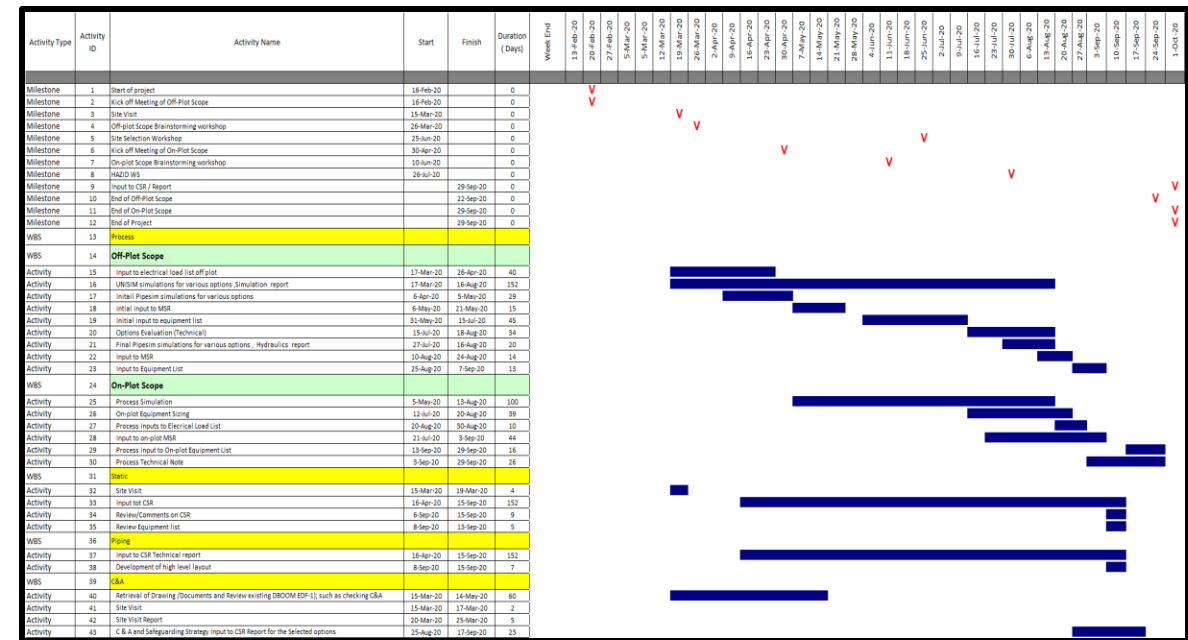 Activity Type Activity ID Activity Name Start Finish Duration ( Days) Week End 13-Feb-20 20-Feb-20 27-Feb-20 5-Mar-20 5-Mar-20 12-Mar-20 19-Mar-20 26-Mar-20 2-Apr-20 9-Apr-20 16-Apr-20 23-Apr-20 30-Apr-20 7-May-20 14-May-20 21-May-20 28-May-20 4-Jun-20 11-Jun-20 18-Jun-20 25-Jun-20 2-Jul-20 9-Jul-20 16-Jul-20 23-Jul-20 30-Jul-20 6-Aug-20 13-Aug-20 20-Aug-20 27-Aug-20 3-Sep-20 10-Sep-20 17-Sep-20 24-Sep-20 1-Oct-20
Milestone 1 Start of project 16-Feb-20 0 V
Milestone 2 Kick off Meeting of Off-Plot Scope 16-Feb-20 0 V
Milestone 3 Site Visit 15-Mar-20 0 V
Milestone 4 Off-plot Scope Brainstorming workshop 26-Mar-20 0 V
Milestone 5 Site Selection Workshop 25-Jun-20 0 V
Milestone 6 Kick off Meeting of On-Plot Scope 30-Apr-20 0 V
Milestone 7 On-plot Scope Brainstorming workshop 10-Jun-20 0 V
Milestone 8 HAZID WS 26-Jul-20 0 V
Milestone 9 Input to CSR / Report 29-Sep-20 0 V
Milestone 10 End of Off-Plot Scope 22-Sep-20 0 V
Milestone 11 End of On-Plot Scope 29-Sep-20 0 V
Milestone 12 End of Project 29-Sep-20 0 V
WBS 13 Process
WBS 14 Off-Plot Scope
Activity 15 Input to electrical load list off plot 17-Mar-20 26-Apr-20 40
Activity 16 UNISIM simulations for various options ,Simulation report 17-Mar-20 16-Aug-20 152
Activity 17 Initail Pipesim simulations for various options 6-Apr-20 5-May-20 29
Activity 18 Intial Input to MSR 6-May-20 21-May-20 15
Activity 19 Initial input to equipment list 31-May-20 15-Jul-20 45
Activity 20 Options Evaluation (Technical) 15-Jul-20 18-Aug-20 34
Activity 21 Final Pipesim simulations for various options , Hydraulics report 27-Jul-20 16-Aug-20 20
Activity 22 Input to MSR 10-Aug-20 24-Aug-20 14
Activity 23 Input to Equipment List 25-Aug-20 7-Sep-20 13
WBS 24 On-Plot Scope
Activity 25 Process Simulation 5-May-20 13-Aug-20 100
Activity 26 On-plot Equipment Sizing 12-Jul-20 20-Aug-20 39
Activity 27 Process Inputs to Elecrical Load List 20-Aug-20 30-Aug-20 10
Activity 28 Input to on-plot MSR 21-Jul-20 3-Sep-20 44
Activity 29 Process Input to On-plot Equipment List 13-Sep-20 29-Sep-20 16
Activity 30 Process Technical Note 3-Sep-20 29-Sep-20 26
WBS 31 Static
Activity 32 Site Visit 15-Mar-20 19-Mar-20 4
Activity 33 Input tot CSR 16-Apr-20 15-Sep-20 152
Activity 34 Review/Comments on CSR 6-Sep-20 15-Sep-20 9
Activity 35 Review Equipment list 8-Sep-20 13-Sep-20 5
WBS 36 Piping
Activity 37 Input to CSR Technical report 16-Apr-20 15-Sep-20 152
Activity 38 Development of high level layout 8-Sep-20 15-Sep-20 7
WBS 39 C&A
Activity 40 Retrieval of Drawing /Documents and Review existing DBOOM EDF-1); such as checking C&A 15-Mar-20 14-May-20 60
Activity 41 Site Visit 15-Mar-20 17-Mar-20 2
Activity 42 Site Visit Report 20-Mar-20 25-Mar-20 5
Activity 43 C & A and Safeguarding Strategy Input to CSR Report for the Selected options 25-Aug-20 17-Sep-20 23